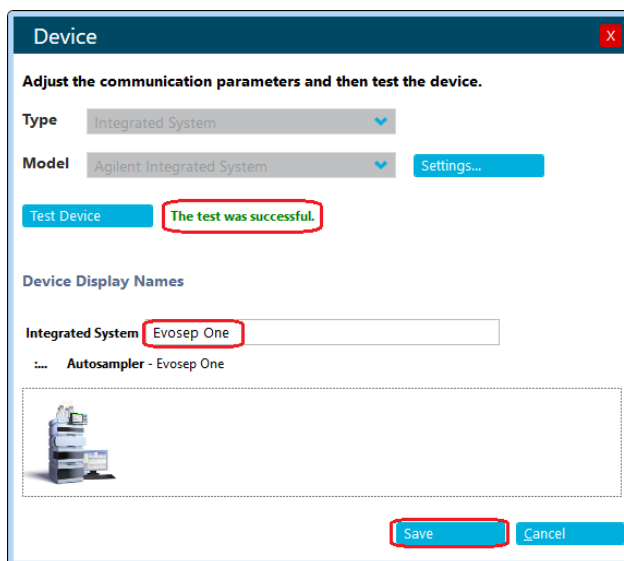 Device
X
Adjust the communication parameters and then test the device.
Type Integrated System
Model Agilent Integrated System Settings...
Test Device The test was successful.
Device Display Names
Integrated System Evosep One
:... Autosampler - Evosep One
Save Cancel